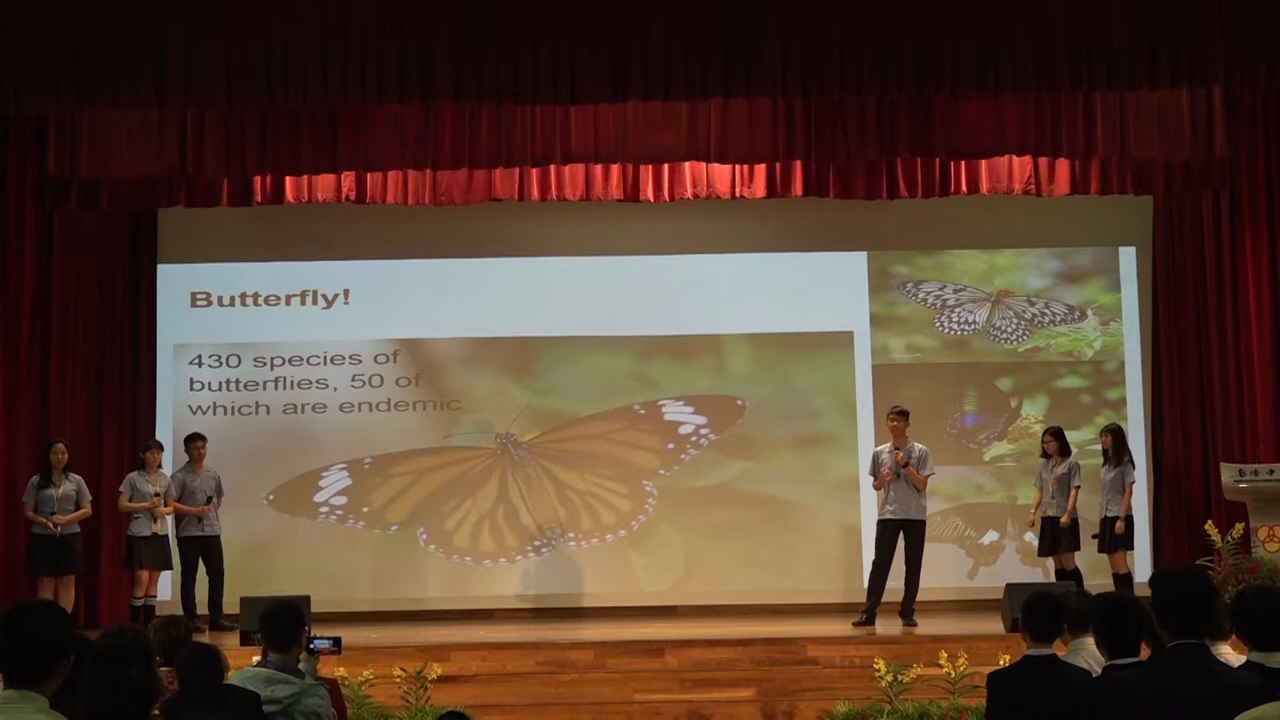 Butterfly!
430 species of
butterflies, 50 of
which are endemic